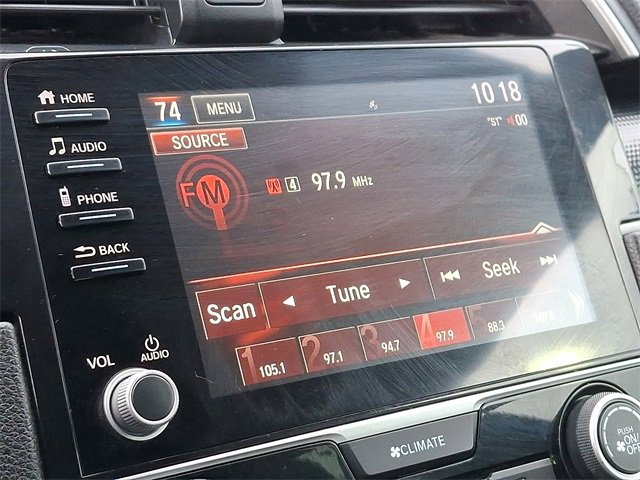 HOME
AUDIO
PHONE
BACK
VOL
AUDIO
74 MENU 10:18
SOURCE "ST" 00
FM 4 97.9 MHz
Scan Tune Seek
1 105.1 2 97.1 3 94.7 4 97.9 5 88.3
CLIMATE
PUSH
ON/
OFF